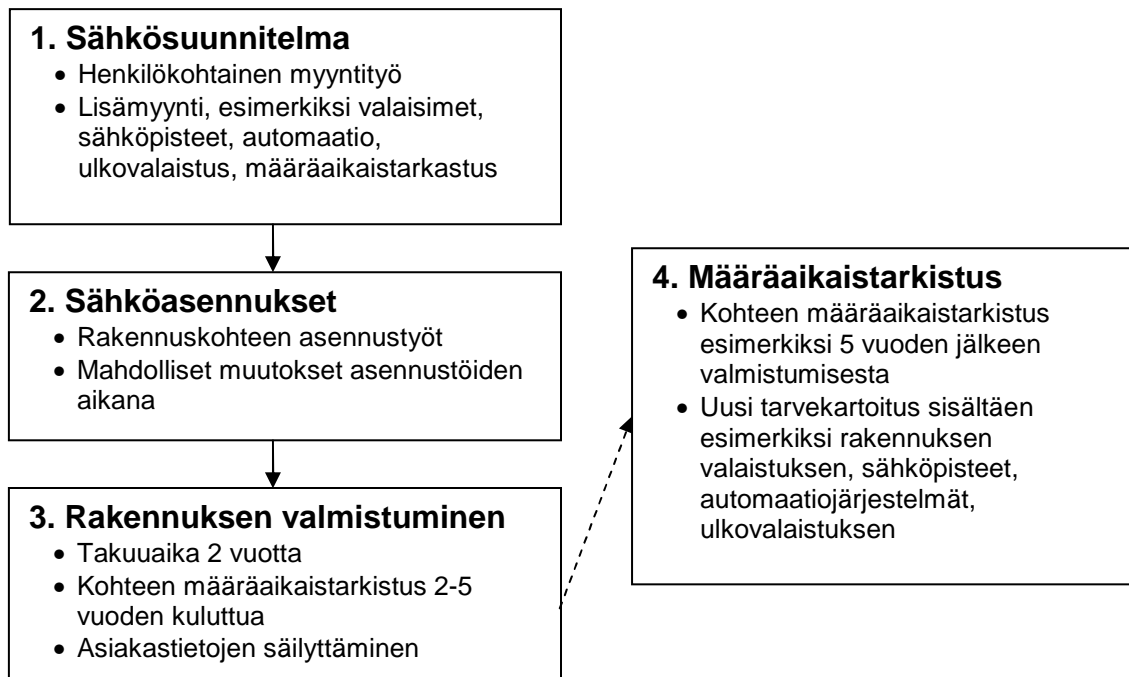 1. Sähkösuunnitelma
• Henkilökohtainen myyntityö
• Lisämyynti, esimerkiksi valaisimet,
sähköpisteet, automaatio,
ulkovalaistus, määräaikaistarkastus
2. Sähköasennukset
• Rakennuskohteen asennustyöt
• Mahdolliset muutokset asennustöiden
aikana
3. Rakennuksen valmistuminen
• Takuuaika 2 vuotta
• Kohteen määräaikaistarkistus 2-5
vuoden kuluttua
• Asiakastietojen säilyttäminen
4. Määräaikaistarkistus
• Kohteen määräaikaistarkistus
esimerkiksi 5 vuoden jälkeen
valmistumisesta
• Uusi tarvekartoitus sisältäen
esimerkiksi rakennuksen
valaistuksen, sähköpisteet,
automaatiojärjestelmät,
ulkovalaistuksen